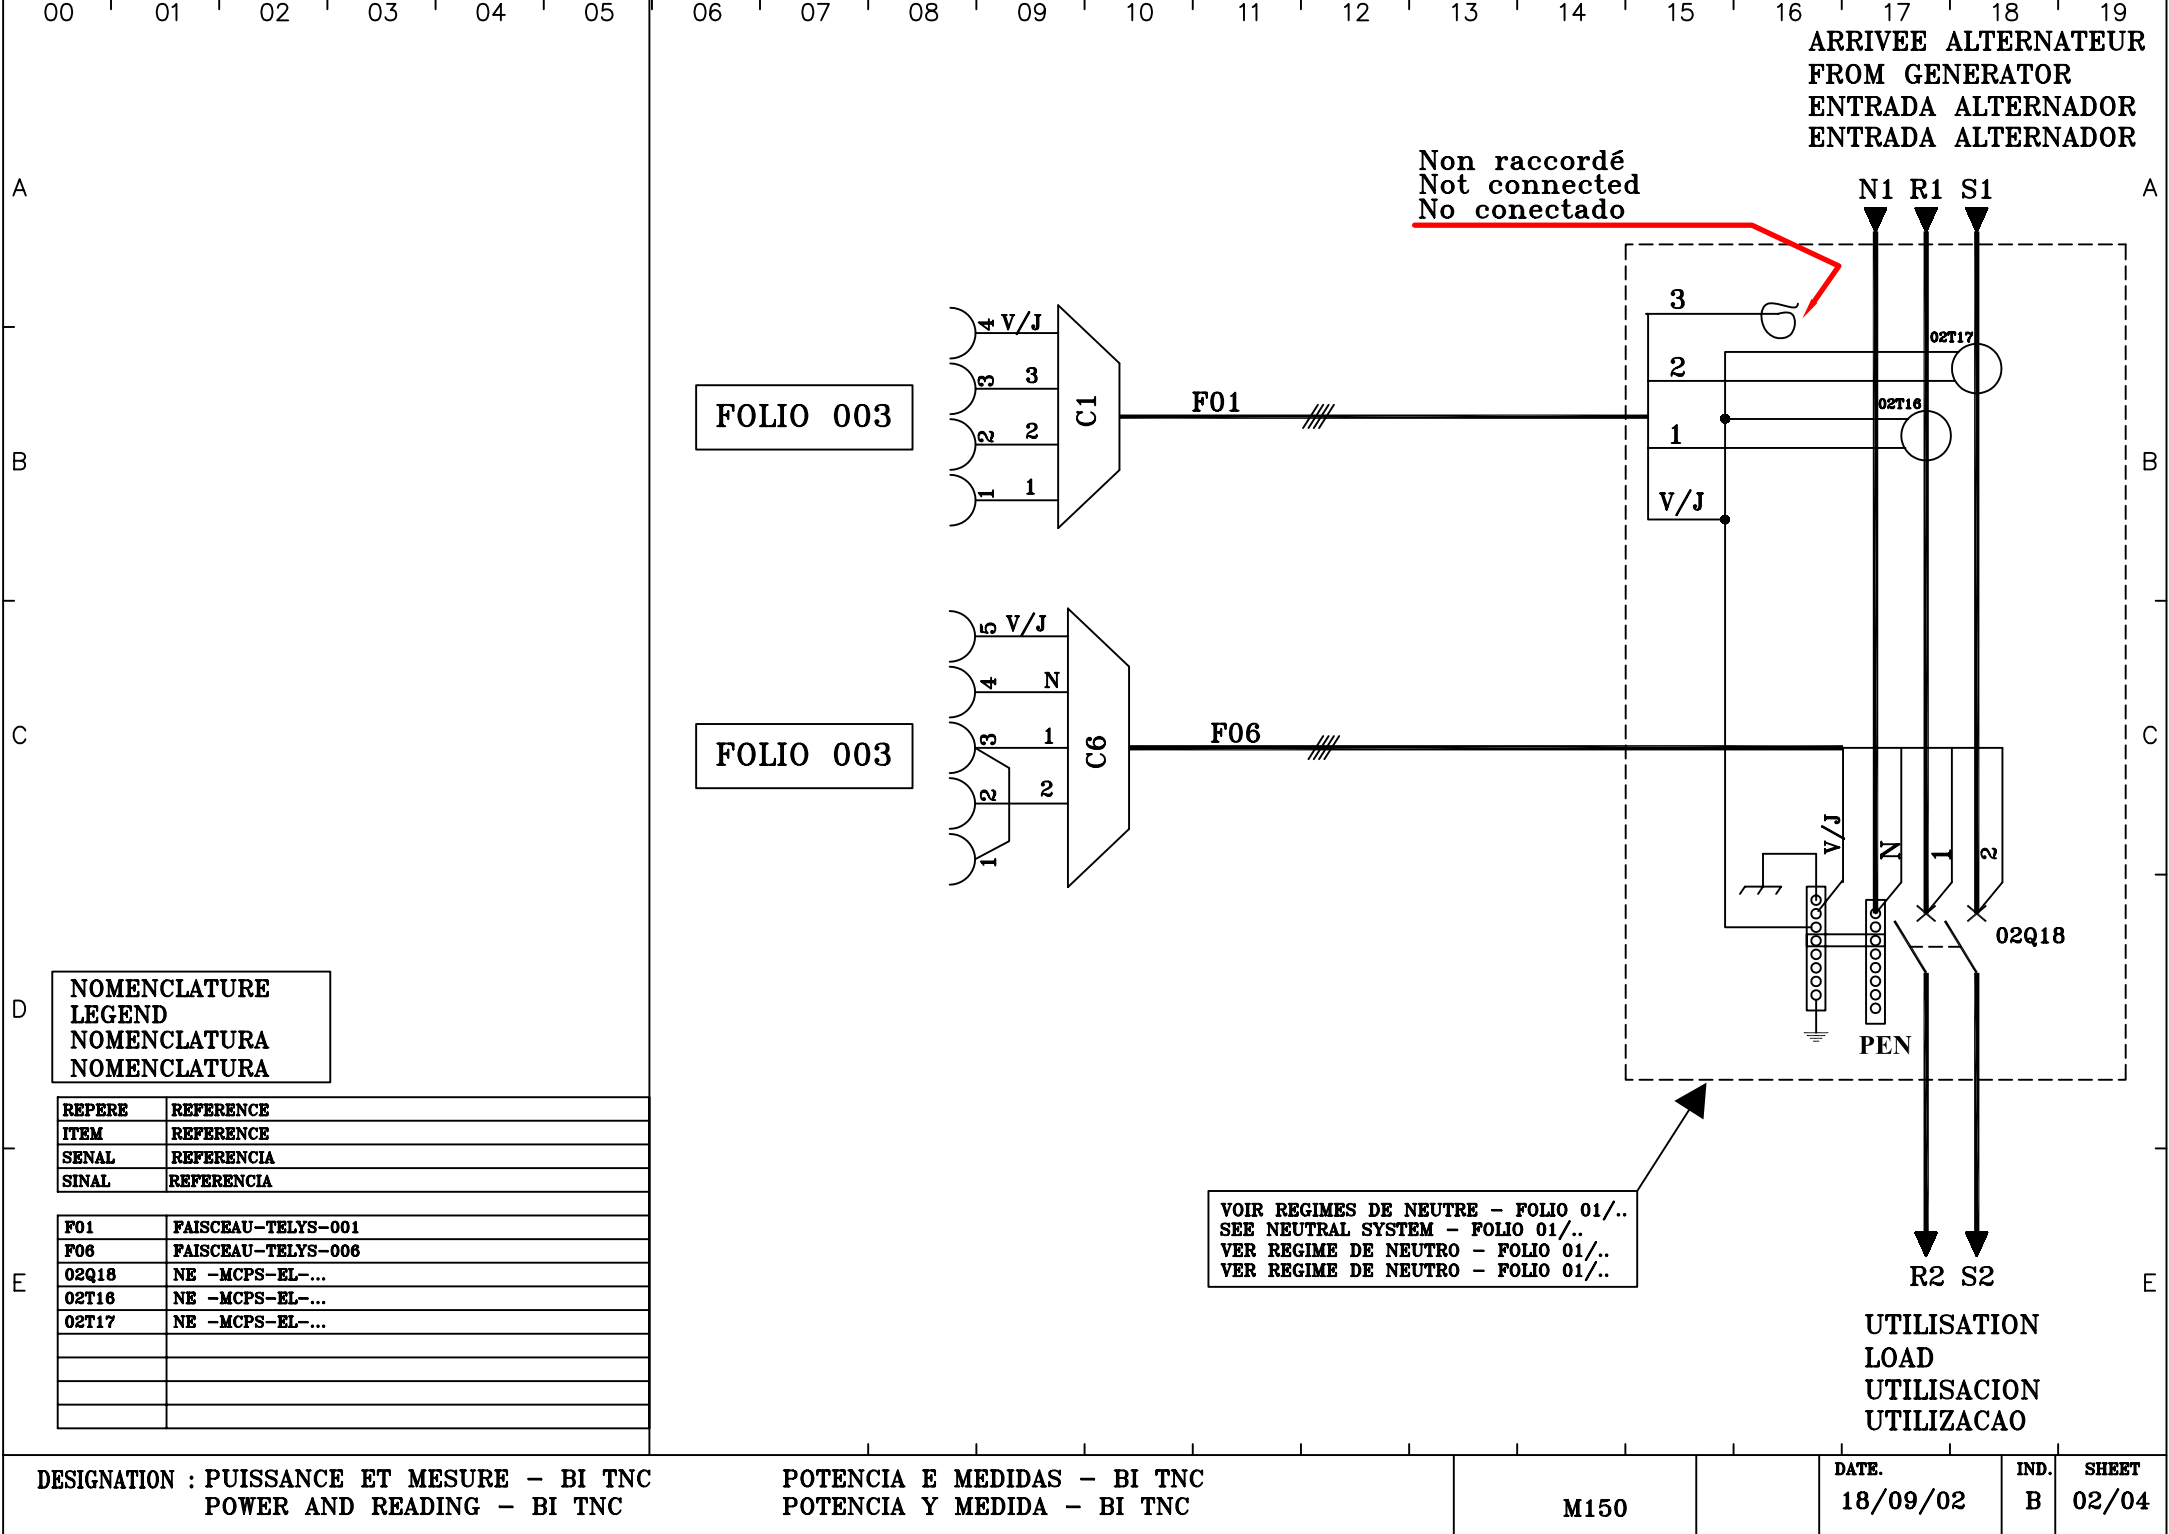 00 01 02 03 04 05 06 07 08 09 10 11 12 13 14 15 16 17 18 19
ARRIVEE ALTERNATEUR
FROM GENERATOR
ENTRADA ALTERNADOR
ENTRADA ALTERNADOR
Non raccordé
Not connected
No conectado
A
N1 R1 S1
A
3
02T17
2
02T16
1
V/J
4 V/J
3 3
2 2
1 1
C1
F01
FOLIO 003
B
B
5 V/J
4 N
3 1
2 2
1
C6
F06
FOLIO 003
C
C
V/J
N
1
2
02Q18
PEN
D
D
NOMENCLATURE
LEGEND
NOMENCLATURA
NOMENCLATURA
REPERE REFERENCE
ITEM REFERENCE
SENAL REFERENCIA
SINAL REFERENCIA
F01 FAISCEAU-TELYS-001
F06 FAISCEAU-TELYS-006
02Q18 NE -MCPS-EL-...
02T16 NE -MCPS-EL-...
02T17 NE -MCPS-EL-...
VOIR REGIMES DE NEUTRE - FOLIO 01/..
SEE NEUTRAL SYSTEM - FOLIO 01/..
VER REGIME DE NEUTRO - FOLIO 01/..
VER REGIME DE NEUTRO - FOLIO 01/..
E
E
R2 S2
UTILISATION
LOAD
UTILISACION
UTILIZACAO
DESIGNATION : PUISSANCE ET MESURE - BI TNC
POWER AND READING - BI TNC
POTENCIA E MEDIDAS - BI TNC
POTENCIA Y MEDIDA - BI TNC
M150
DATE.
18/09/02
IND.
B
SHEET
02/04